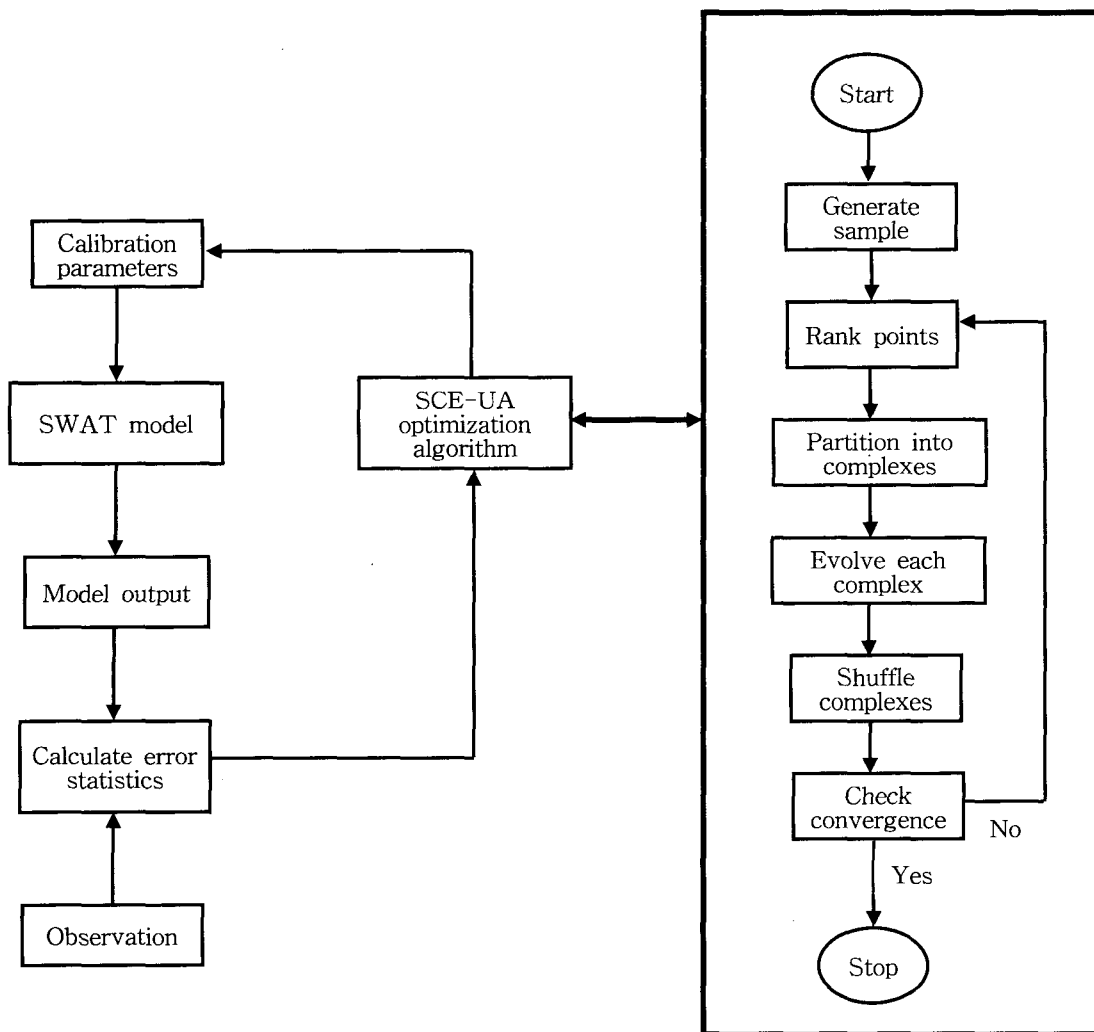 Calibration
parameters
SWAT model
Model output
Calculate error
statistics
Observation
SCE-UA
optimization
algorithm
Start
Generate
sample
Rank points
Partition into
complexes
Evolve each
complex
Shuffle
complexes
Check
convergence
No
Yes
Stop